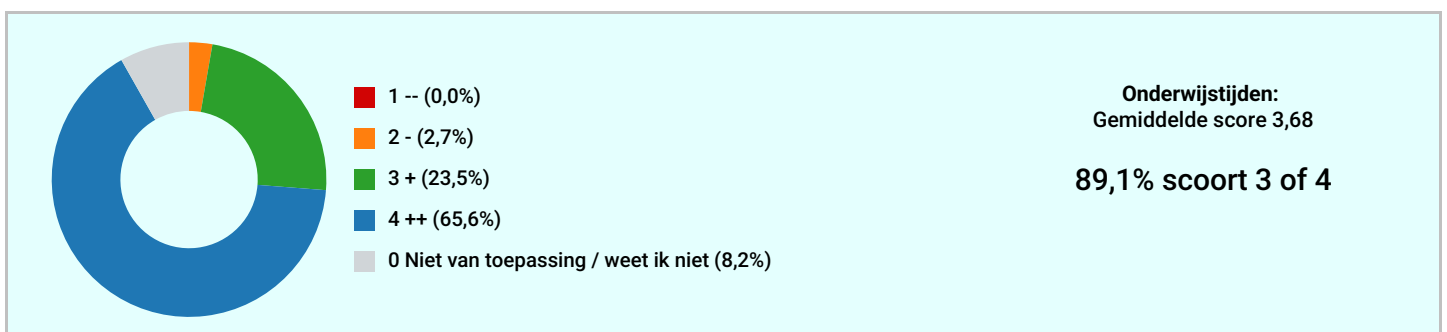 1 -- (0,0%)
2 - (2,7%)
3 + (23,5%)
4 ++ (65,6%)
0 Niet van toepassing / weet ik niet (8,2%)
Onderwijstijden:
Gemiddelde score 3,68
89,1% scoort 3 of 4